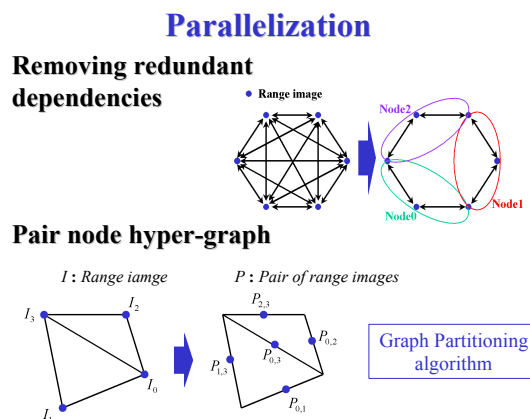 Parallelization
Removing redundant
dependencies
Range image
Node2
Node1
Node0
Pair node hyper-graph
I : Range iamge
P : Pair of range images
I3
I2
I0
P2,3
P0,2
P0,3
P1,3
P0,1
Graph Partitioning
algorithm